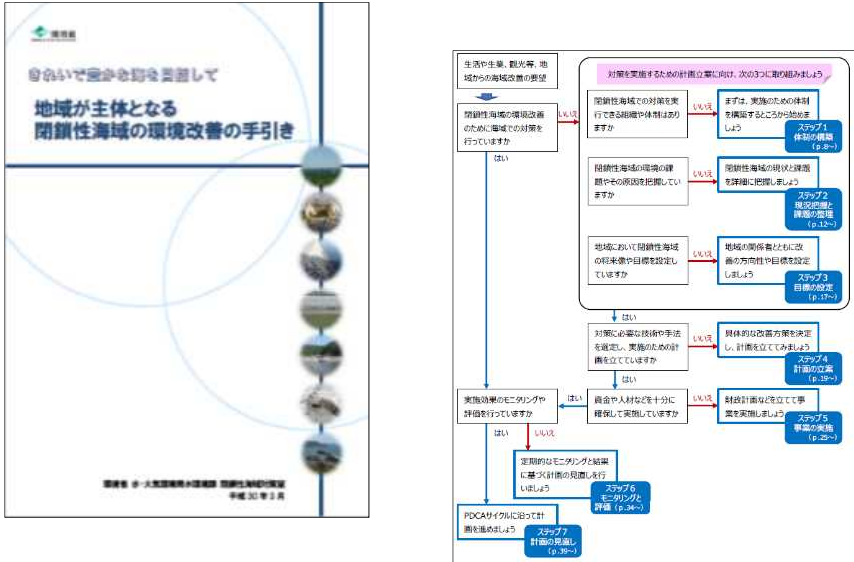 環境省
きれいで豊かな海を目指して
地域が主体となる
閉鎖性海域の環境改善の手引き
環境省 水・大気環境局水環境課 閉鎖性海域対策室
平成 30 年 3 月
生活や生業、観光等、地
域からの海域改善の要望
閉鎖性海域の環境改善
のために海域での対策を
行っていますか
いいえ
はい
対策を実施するための計画立案に向け、次の3つに取り組みましょう
閉鎖性海域での対策を実
行できる組織や体制はあり
ますか
いいえ
まずは、実施のための体制
を構築するところから始めま
しょう
ステップ1
体制の構築
(p.8～)
閉鎖性海域の環境の課
題やその原因を把握してい
ますか
いいえ
閉鎖性海域の現状と課題
を詳細に把握しましょう
ステップ2
現況把握と
課題の整理
(p.12～)
地域において閉鎖性海域
の将来像や目標を設定し
ていますか
いいえ
地域の関係者とともに改
善の方向性や目標を設定
しましょう
ステップ3
目標の設定
(p.17～)
はい
対策に必要な技術や手法
を選定し、実施のための計
画を立てていますか
いいえ
具体的な改善方策を決定
し、計画を立ててみましょう
ステップ4
計画の立案
(p.19～)
はい
実施効果のモニタリングや
評価を行っていますか
はい
資金や人材などを十分に
確保して実施していますか
いいえ
財政計画などを立てて事
業を実施しましょう
ステップ5
事業の実施
(p.25～)
はい
いいえ
定期的なモニタリングと結果
に基づく計画の見直しを行
いましょう
ステップ6
モニタリングと
評価（p.34～）
PDCAサイクルに沿って計
画を進めましょう
ステップ7
計画の見直し
(p.39～)